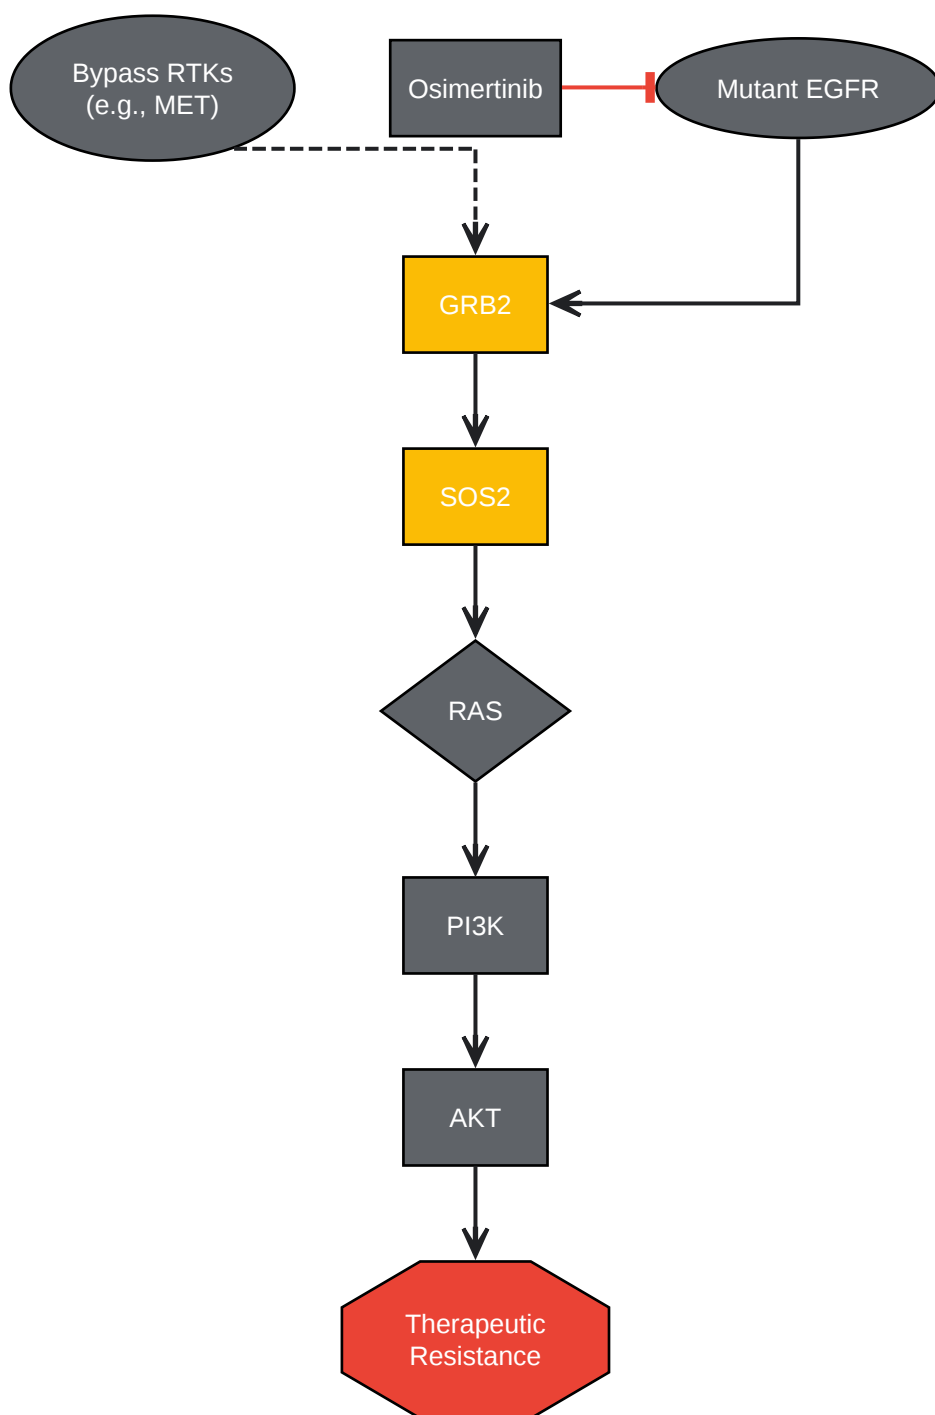 Bypass RTKs
(e.g., MET)
Osimertinib
Mutant EGFR
GRB2
SOS2
RAS
PI3K
AKT
Therapeutic
Resistance